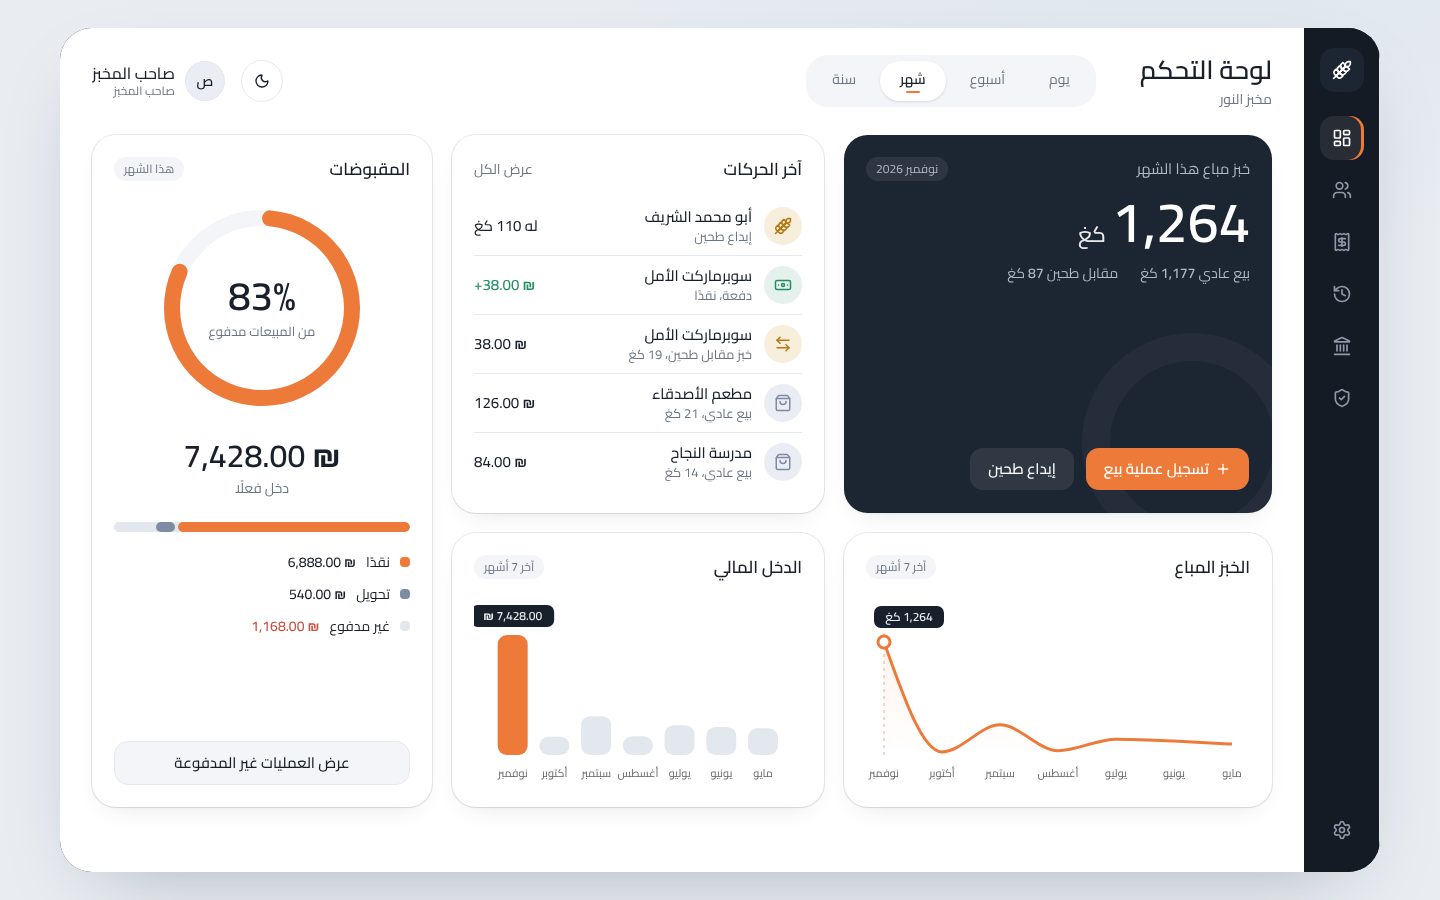 لوحة التحكم
مخبز النور
يوم
أسبوع
شهر
سنة
ص
صاحب المخبز
صاحب المخبز
خبز مباع هذا الشهر
نوفمبر 2026
1,264 كغ
بيع عادي 1,177 كغ
مقابل طحين 87 كغ
+ تسجيل عملية بيع
إيداع طحين
آخر الحركات
عرض الكل
أبو محمد الشريف
إيداع طحين
له 110 كغ
سوبرماركت الأمل
دفعة، نقدًا
+38.00 ₪
سوبرماركت الأمل
خبز مقابل طحين، 19 كغ
38.00 ₪
مطعم الأصدقاء
بيع عادي، 21 كغ
126.00 ₪
مدرسة النجاح
بيع عادي، 14 كغ
84.00 ₪
المقبوضات
هذا الشهر
83%
من المبيعات مدفوع
7,428.00 ₪
دخل فعلًا
نقدًا 6,888.00 ₪
تحويل 540.00 ₪
غير مدفوع 1,168.00 ₪
عرض العمليات غير المدفوعة
الخبز المباع
آخر 7 أشهر
1,264 كغ
مايو
يونيو
يوليو
أغسطس
سبتمبر
أكتوبر
نوفمبر
الدخل المالي
آخر 7 أشهر
7,428.00 ₪
مايو
يونيو
يوليو
أغسطس
سبتمبر
أكتوبر
نوفمبر